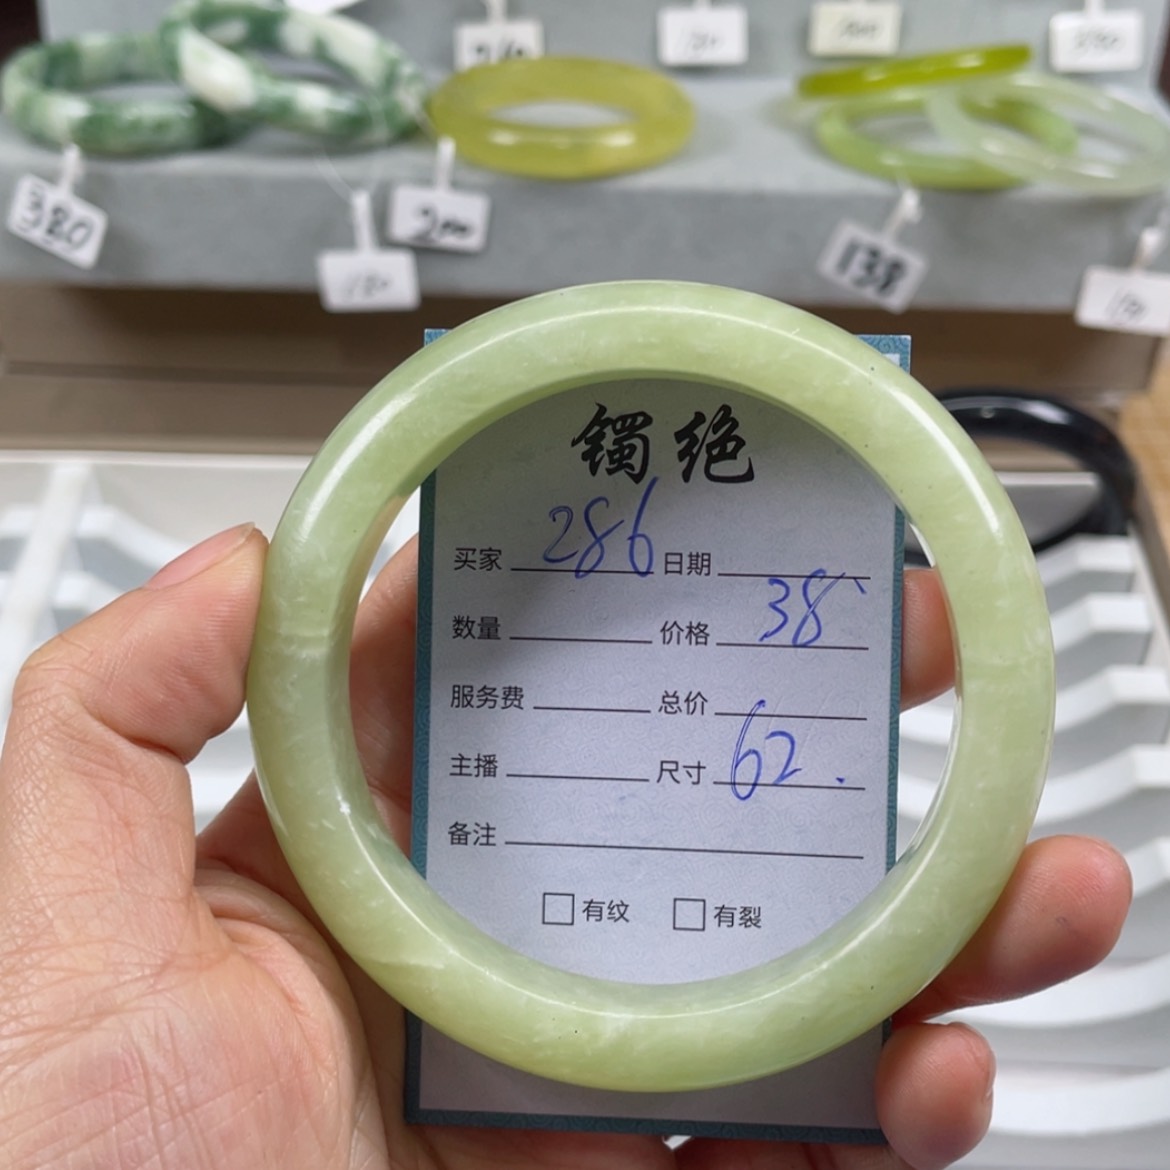 380
200
138
镯绝
买家 286 日期
数量 价格 38
服务费 总价
主播 尺寸 62.
备注
有纹 有裂